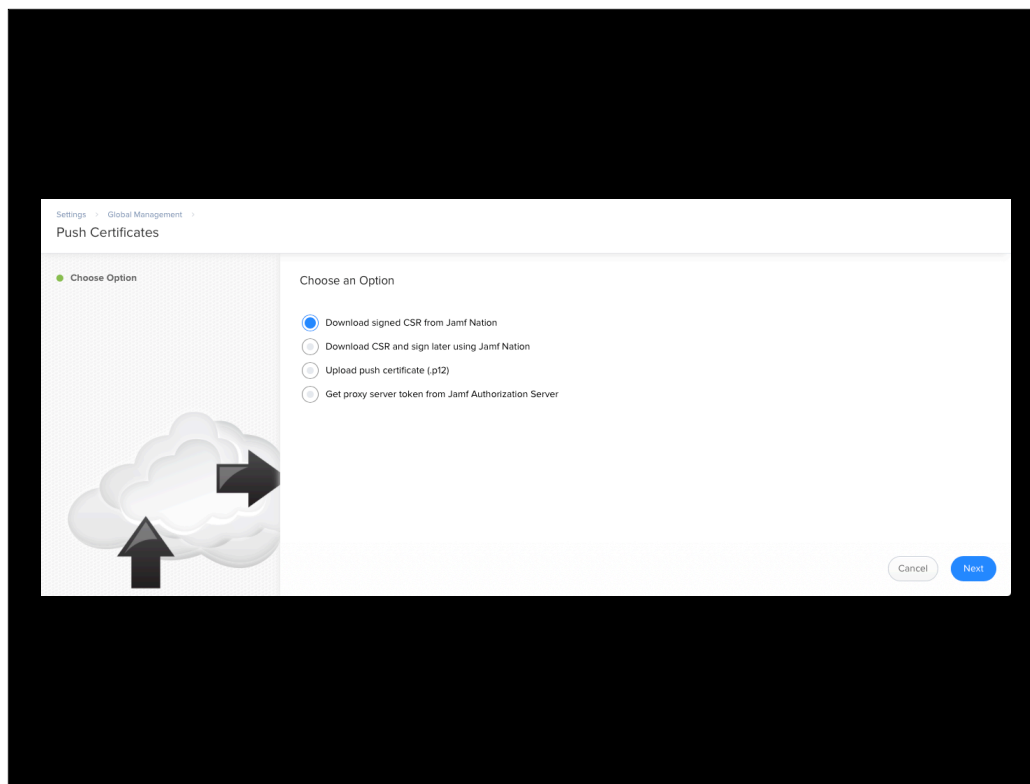 Settings › Global Management ›
Push Certificates
Choose Option
Choose an Option
Download signed CSR from Jamf Nation
Download CSR and sign later using Jamf Nation
Upload push certificate (.p12)
Get proxy server token from Jamf Authorization Server
Cancel Next